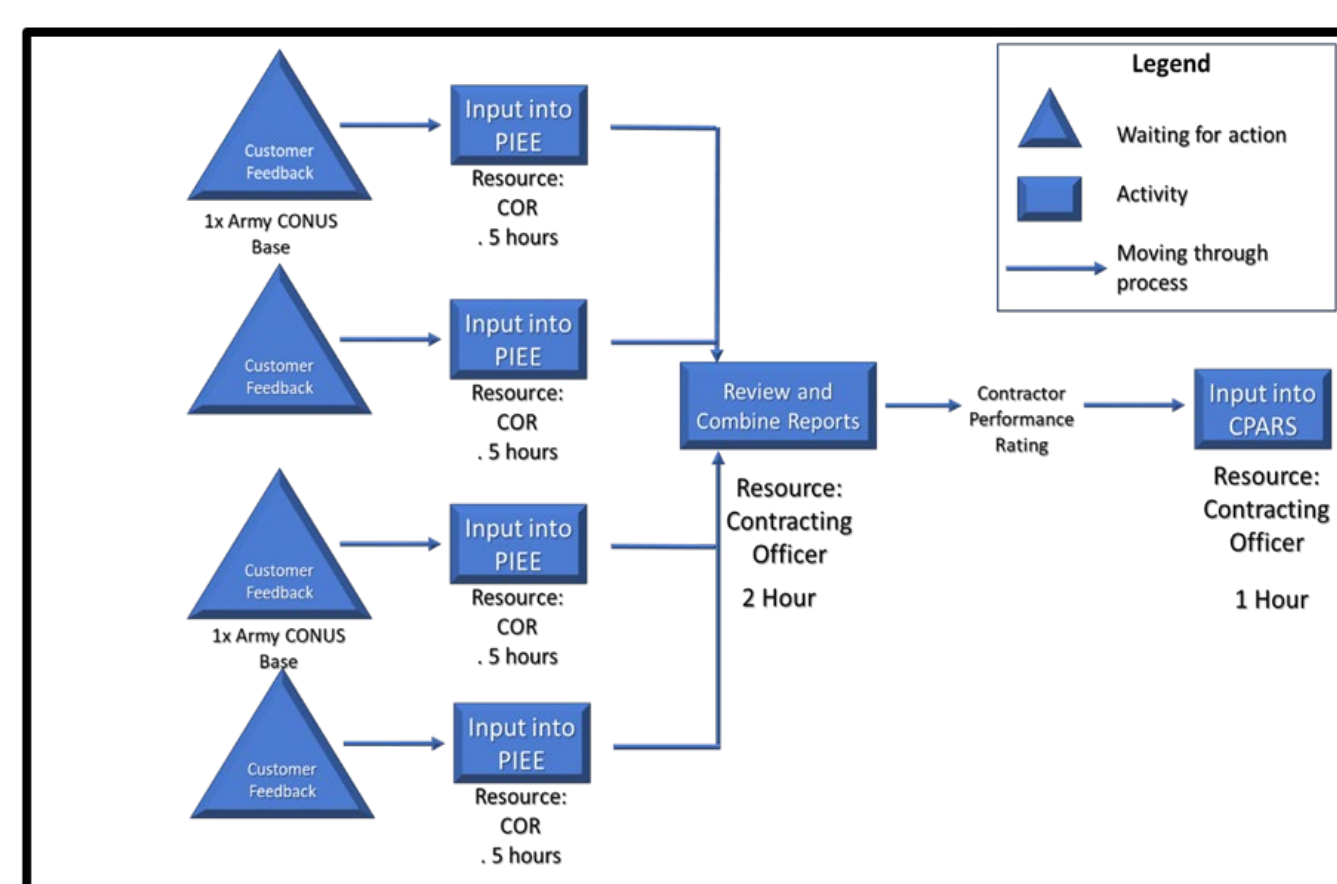 Customer
Feedback
1x Army CONUS
Base
Input into
PIEE
Resource:
COR
. 5 hours
Customer
Feedback
Input into
PIEE
Resource:
COR
. 5 hours
Customer
Feedback
1x Army CONUS
Base
Input into
PIEE
Resource:
COR
. 5 hours
Customer
Feedback
Input into
PIEE
Resource:
COR
. 5 hours
Review and
Combine Reports
Resource:
Contracting
Officer
2 Hour
Contractor
Performance
Rating
Input into
CPARS
Resource:
Contracting
Officer
1 Hour
Legend
Waiting for action
Activity
Moving through
process